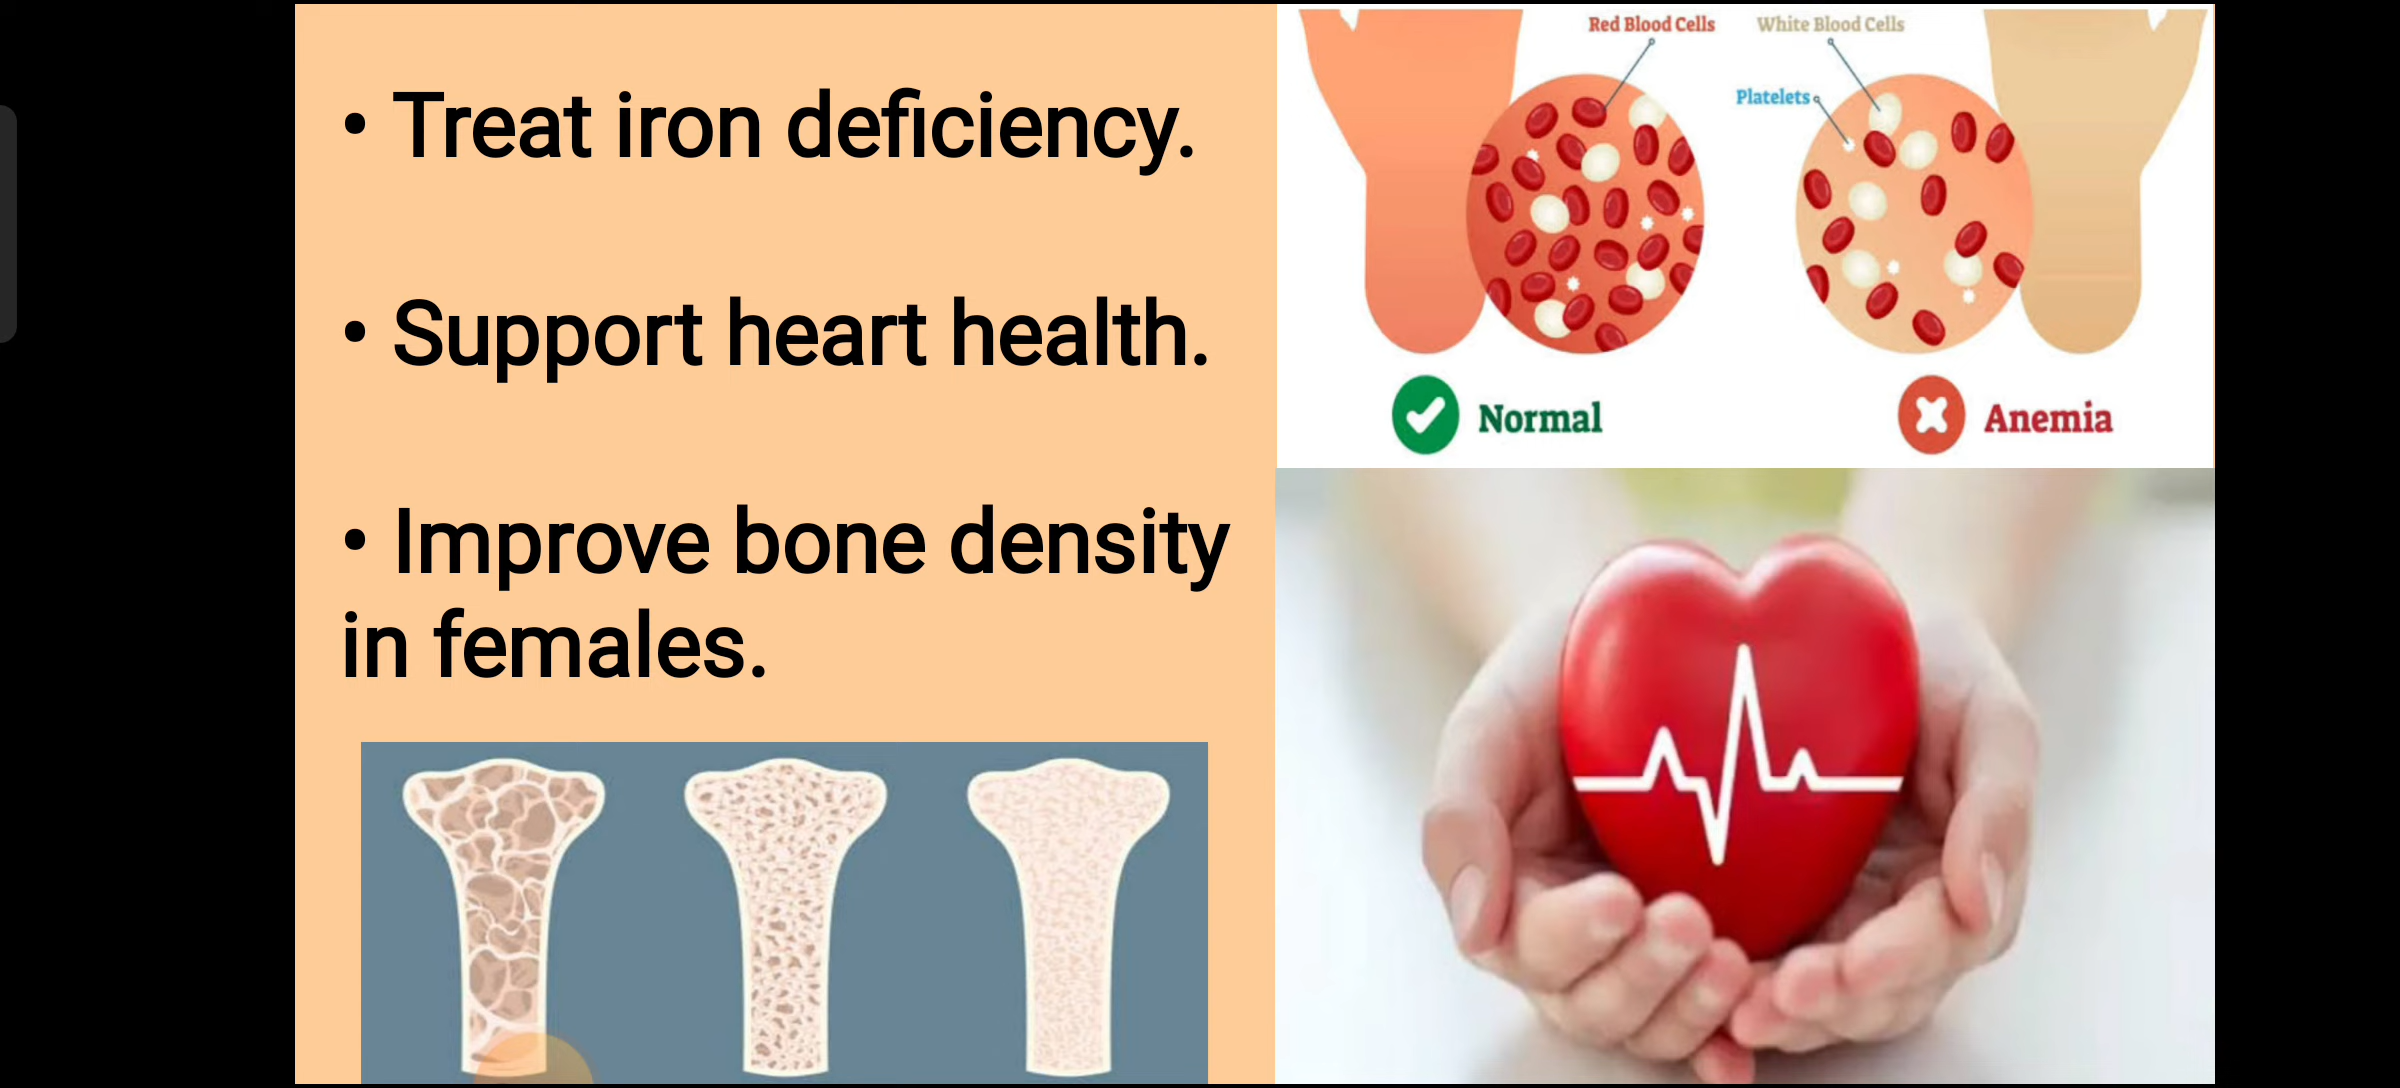 • Treat iron deficiency.
• Support heart health.
• Improve bone density
in females.
Red Blood Cells
White Blood Cells
Platelets
Normal
Anemia